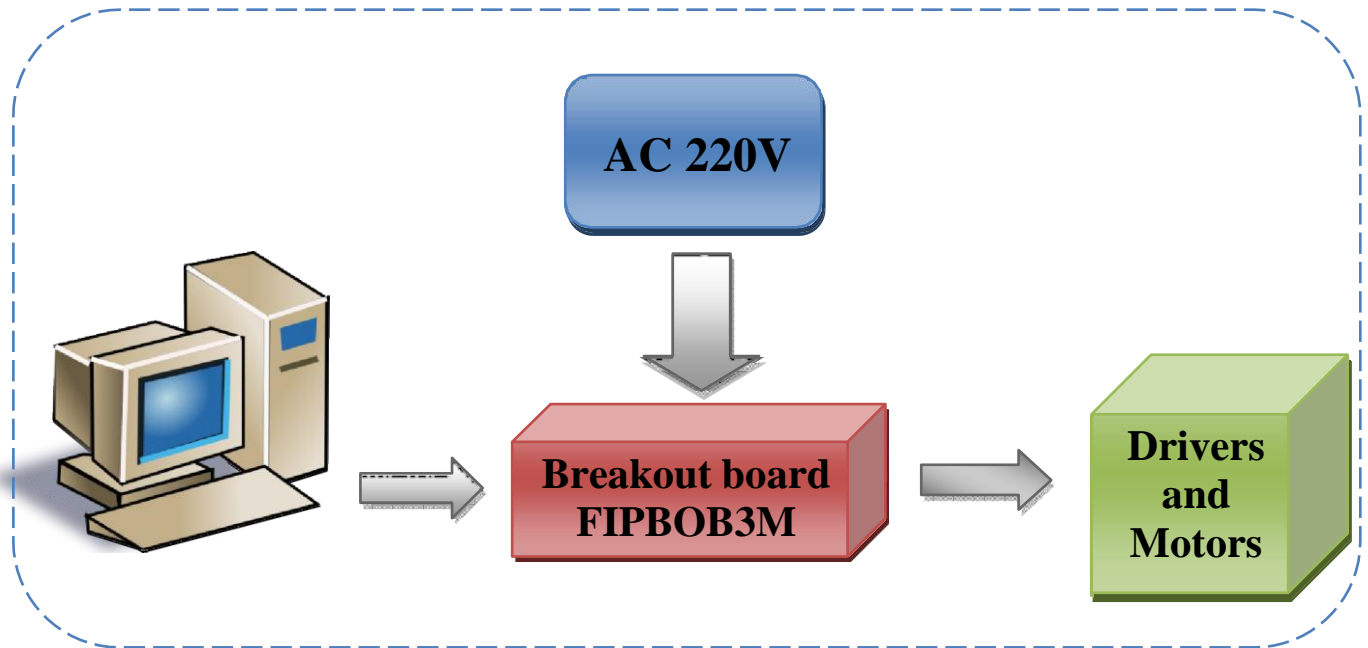 AC 220V
Breakout board
FIPBOB3M
Drivers
and
Motors